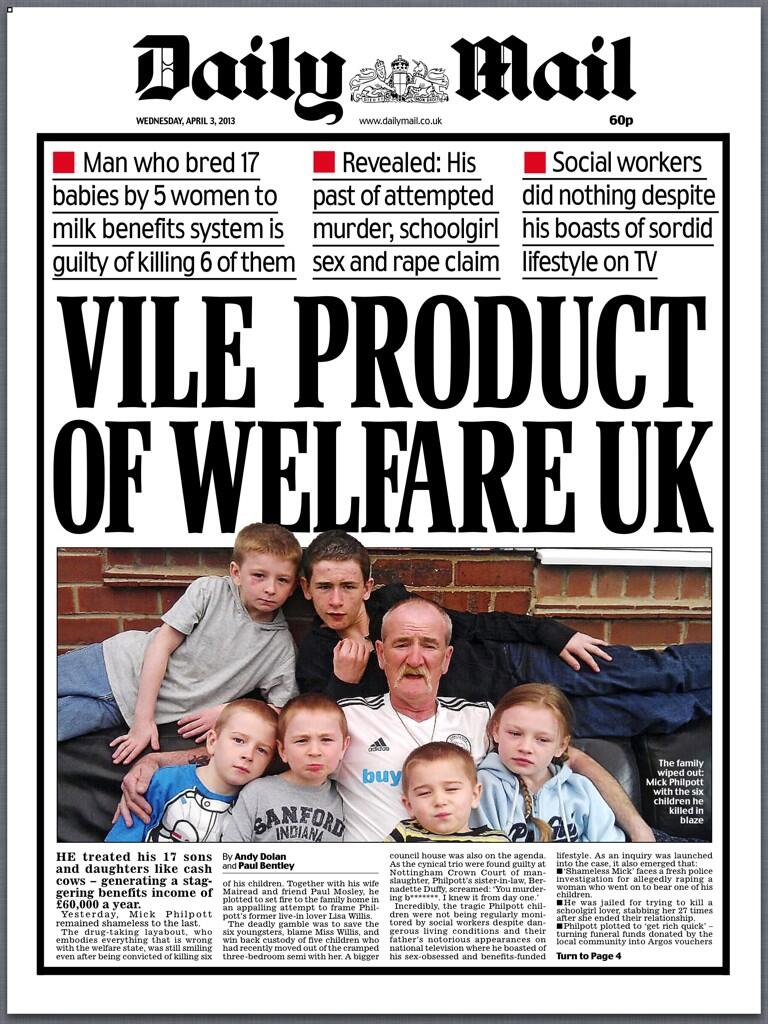 Daily Mail
WEDNESDAY, APRIL 3, 2013
www.dailymail.co.uk
60p
Man who bred 17
babies by 5 women to
milk benefits system is
guilty of killing 6 of them
Revealed: His
past of attempted
murder, schoolgirl
sex and rape claim
Social workers
did nothing despite
his boasts of sordid
lifestyle on TV
VILE PRODUCT
OF WELFARE UK
adidas
buy
SANFORD
INDIANA
The family
wiped out:
Mick Philpott
with the six
children he
killed in
blaze
HE treated his 17 sons
and daughters like cash
cows – generating a stag-
gering benefits income of
£60,000 a year.
Yesterday, Mick Philpott
remained shameless to the last.
The drug-taking layabout, who
embodies everything that is wrong
with the welfare state, was still smiling
even after being convicted of killing six
By Andy Dolan
and Paul Bentley
of his children. Together with his wife
Mairead and friend Paul Mosley, he
plotted to set fire to the family home in
an appalling attempt to frame Phil-
pott's former live-in lover Lisa Willis.
The deadly gamble was to save the
six youngsters, blame Miss Willis, and
win back custody of five children who
had recently moved out of the cramped
three-bedroom semi with her. A bigger
council house was also on the agenda.
As the cynical trio were found guilty at
Nottingham Crown Court of man-
slaughter, Philpott's sister-in-law, Ber-
nadette Duffy, screamed: 'You murder-
ing b*******. I knew it from day one.'
Incredibly, the tragic Philpott chil-
dren were not being regularly moni-
tored by social workers despite dan-
gerous living conditions and their
father's notorious appearances on
national television where he boasted of
his sex-obsessed and benefits-funded
lifestyle. As an inquiry was launched
into the case, it also emerged that:
■'Shameless Mick' faces a fresh police
investigation for allegedly raping a
woman who went on to bear one of his
children.
■He was jailed for trying to kill a
schoolgirl lover, stabbing her 27 times
after she ended their relationship.
■Philpott plotted to 'get rich quick' –
turning funeral funds donated by the
local community into Argos vouchers
Turn to Page 4